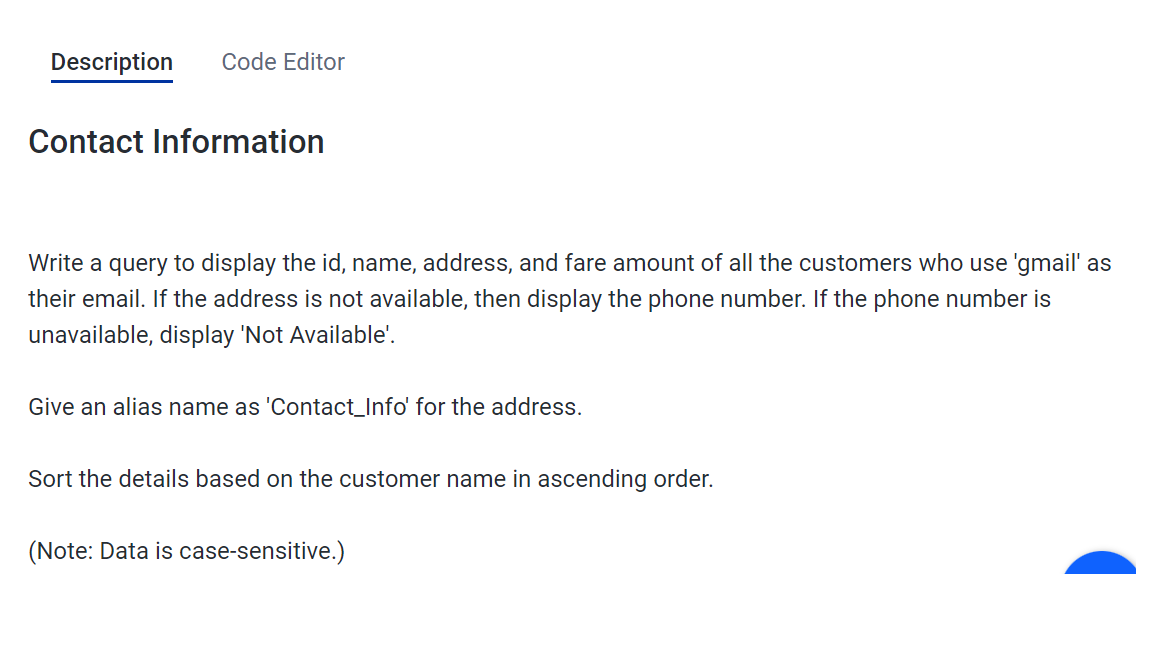 Description Code Editor
Contact Information
Write a query to display the id, name, address, and fare amount of all the customers who use 'gmail' as
their email. If the address is not available, then display the phone number. If the phone number is
unavailable, display 'Not Available'.
Give an alias name as 'Contact_Info' for the address.
Sort the details based on the customer name in ascending order.
(Note: Data is case-sensitive.)